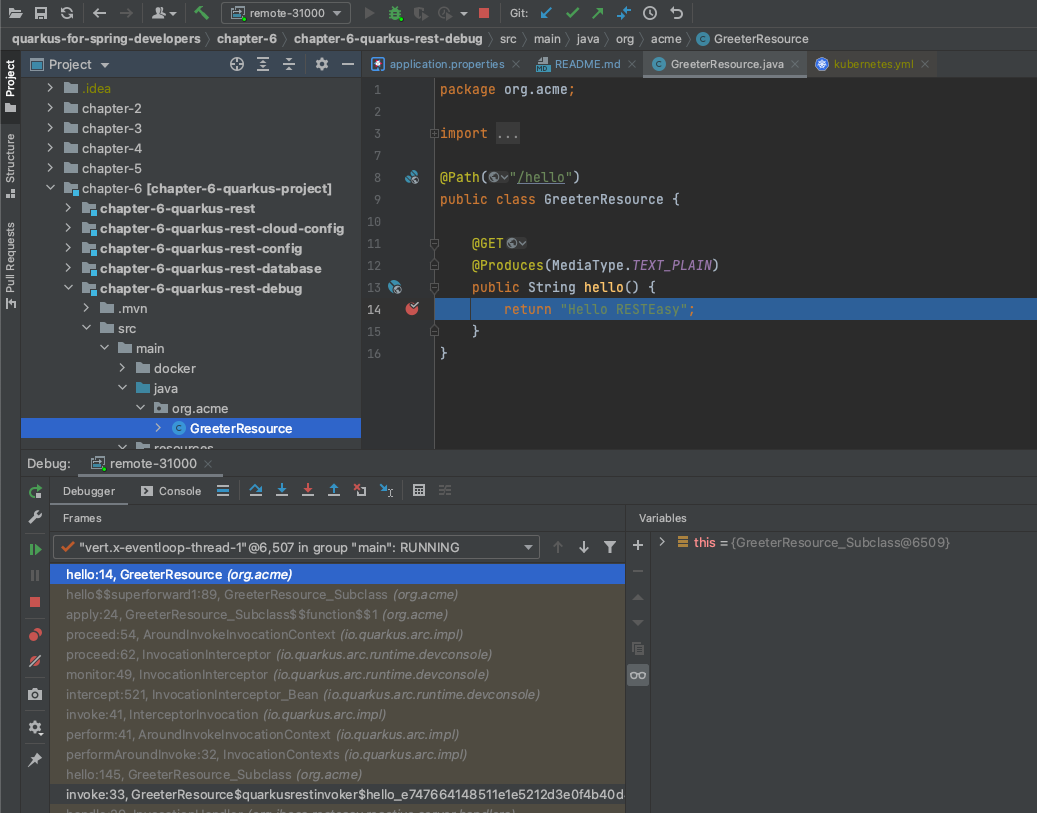 remote-31000 Git:
quarkus-for-spring-developers chapter-6 chapter-6-quarkus-rest-debug src main java org acme GreeterResource
Project
Structure
Pull Requests
Project
.idea
chapter-2
chapter-3
chapter-4
chapter-5
chapter-6 [chapter-6-quarkus-project]
chapter-6-quarkus-rest
chapter-6-quarkus-rest-cloud-config
chapter-6-quarkus-rest-config
chapter-6-quarkus-rest-database
chapter-6-quarkus-rest-debug
.mvn
src
main
docker
java
org.acme
GreeterResource
resources
application.properties README.md GreeterResource.java kubernetes.yml
1 package org.acme;
2
3 import ...
7
8 @Path("/hello")
9 public class GreeterResource {
10
11 @GET
12 @Produces(MediaType.TEXT_PLAIN)
13 public String hello() {
14 return "Hello RESTEasy";
15 }
16 }
Debug: remote-31000
Debugger Console
Frames
"vert.x-eventloop-thread-1"@6,507 in group "main": RUNNING
hello:14, GreeterResource (org.acme)
hello$$superforward1:89, GreeterResource_Subclass (org.acme)
apply:24, GreeterResource_Subclass$$function$$1 (org.acme)
proceed:54, AroundInvokeInvocationContext (io.quarkus.arc.impl)
proceed:62, InvocationInterceptor (io.quarkus.arc.runtime.devconsole)
monitor:49, InvocationInterceptor (io.quarkus.arc.runtime.devconsole)
intercept:521, InvocationInterceptor_Bean (io.quarkus.arc.runtime.devconsole)
invoke:41, InterceptorInvocation (io.quarkus.arc.impl)
perform:41, AroundInvokeInvocationContext (io.quarkus.arc.impl)
performAroundInvoke:32, InvocationContexts (io.quarkus.arc.impl)
hello:145, GreeterResource_Subclass (org.acme)
invoke:33, GreeterResource$quarkusrestinvoker$hello_e747664148511e1e5212d3e0f4b40d
Variables
this = {GreeterResource_Subclass@6509}